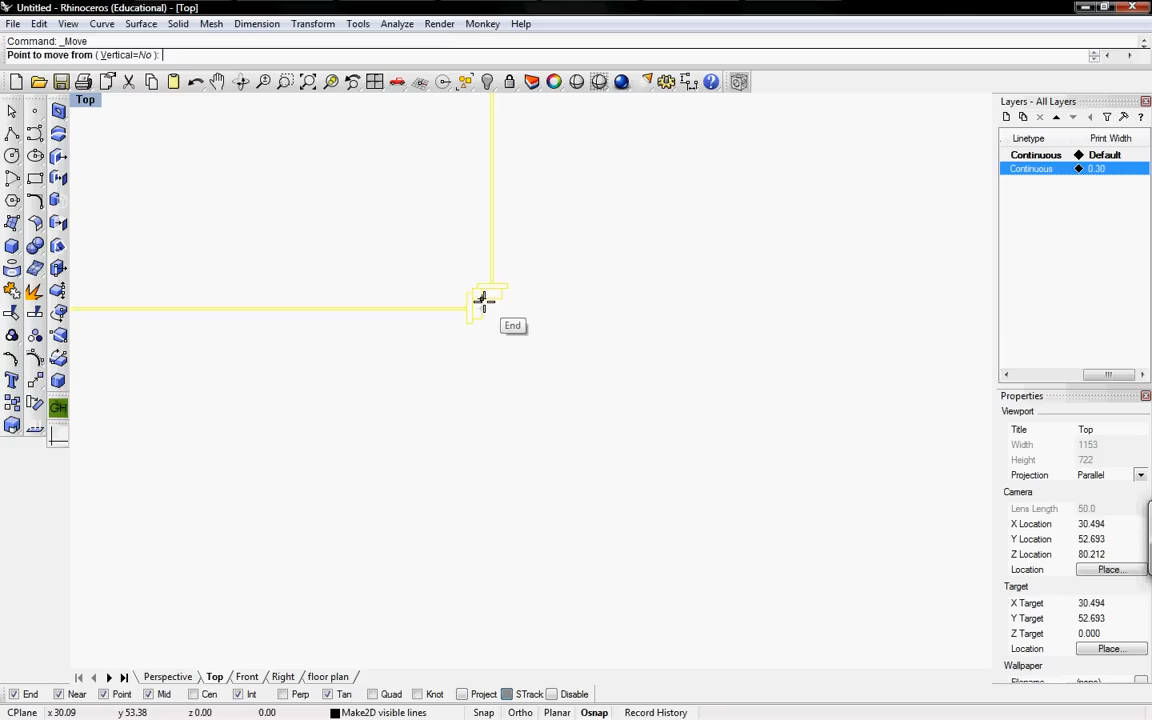 Untitled - Rhinoceros (Educational) - [Top]
File Edit View Curve Surface Solid Mesh Dimension Transform Tools Analyze Render Monkey Help
Command: _Move
Point to move from ( Vertical=No ):
Top
Layers - All Layers
Linetype Print Width
Continuous Default
Continuous 0.30
End
GH
Properties
Viewport
Title Top
Width 1153
Height 722
Projection Parallel
Camera
Lens Length 50.0
X Location 30.494
Y Location 52.693
Z Location 80.212
Location Place...
Target
X Target 30.494
Y Target 52.693
Z Target 0.000
Location Place...
Wallpaper
Filename (none)
Perspective Top Front Right floor plan
End Near Point Mid Cen Int Perp Tan Quad Knot Project STrack Disable
CPlane x 30.09 y 53.38 z 0.00 0.00 Make2D visible lines Snap Ortho Planar Osnap Record History